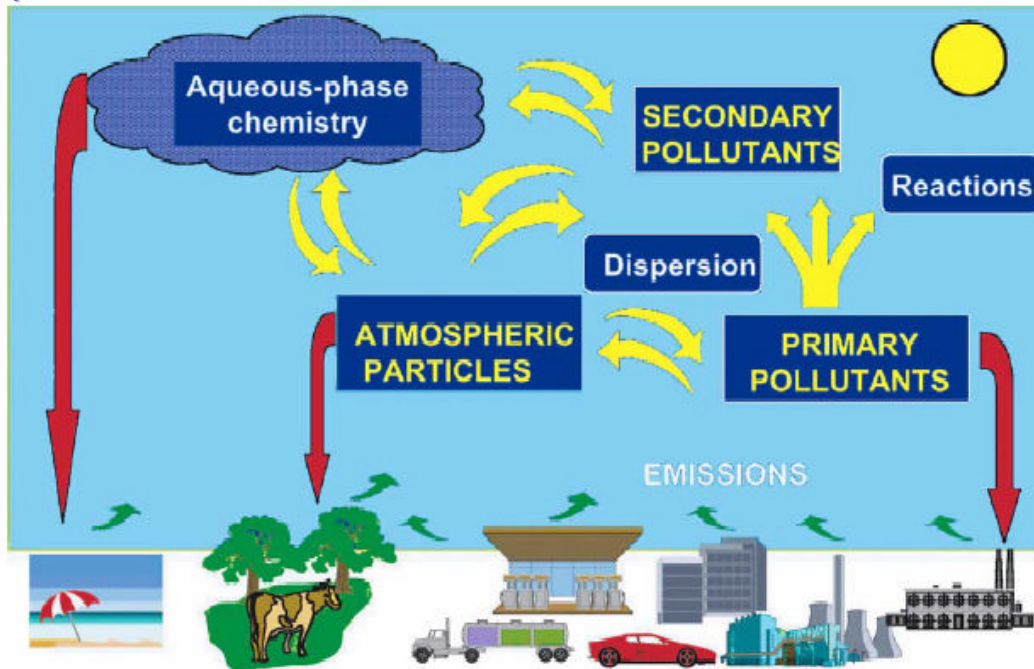 Aqueous-phase
chemistry
SECONDARY
POLLUTANTS
Reactions
Dispersion
ATMOSPHERIC
PARTICLES
PRIMARY
POLLUTANTS
EMISSIONS